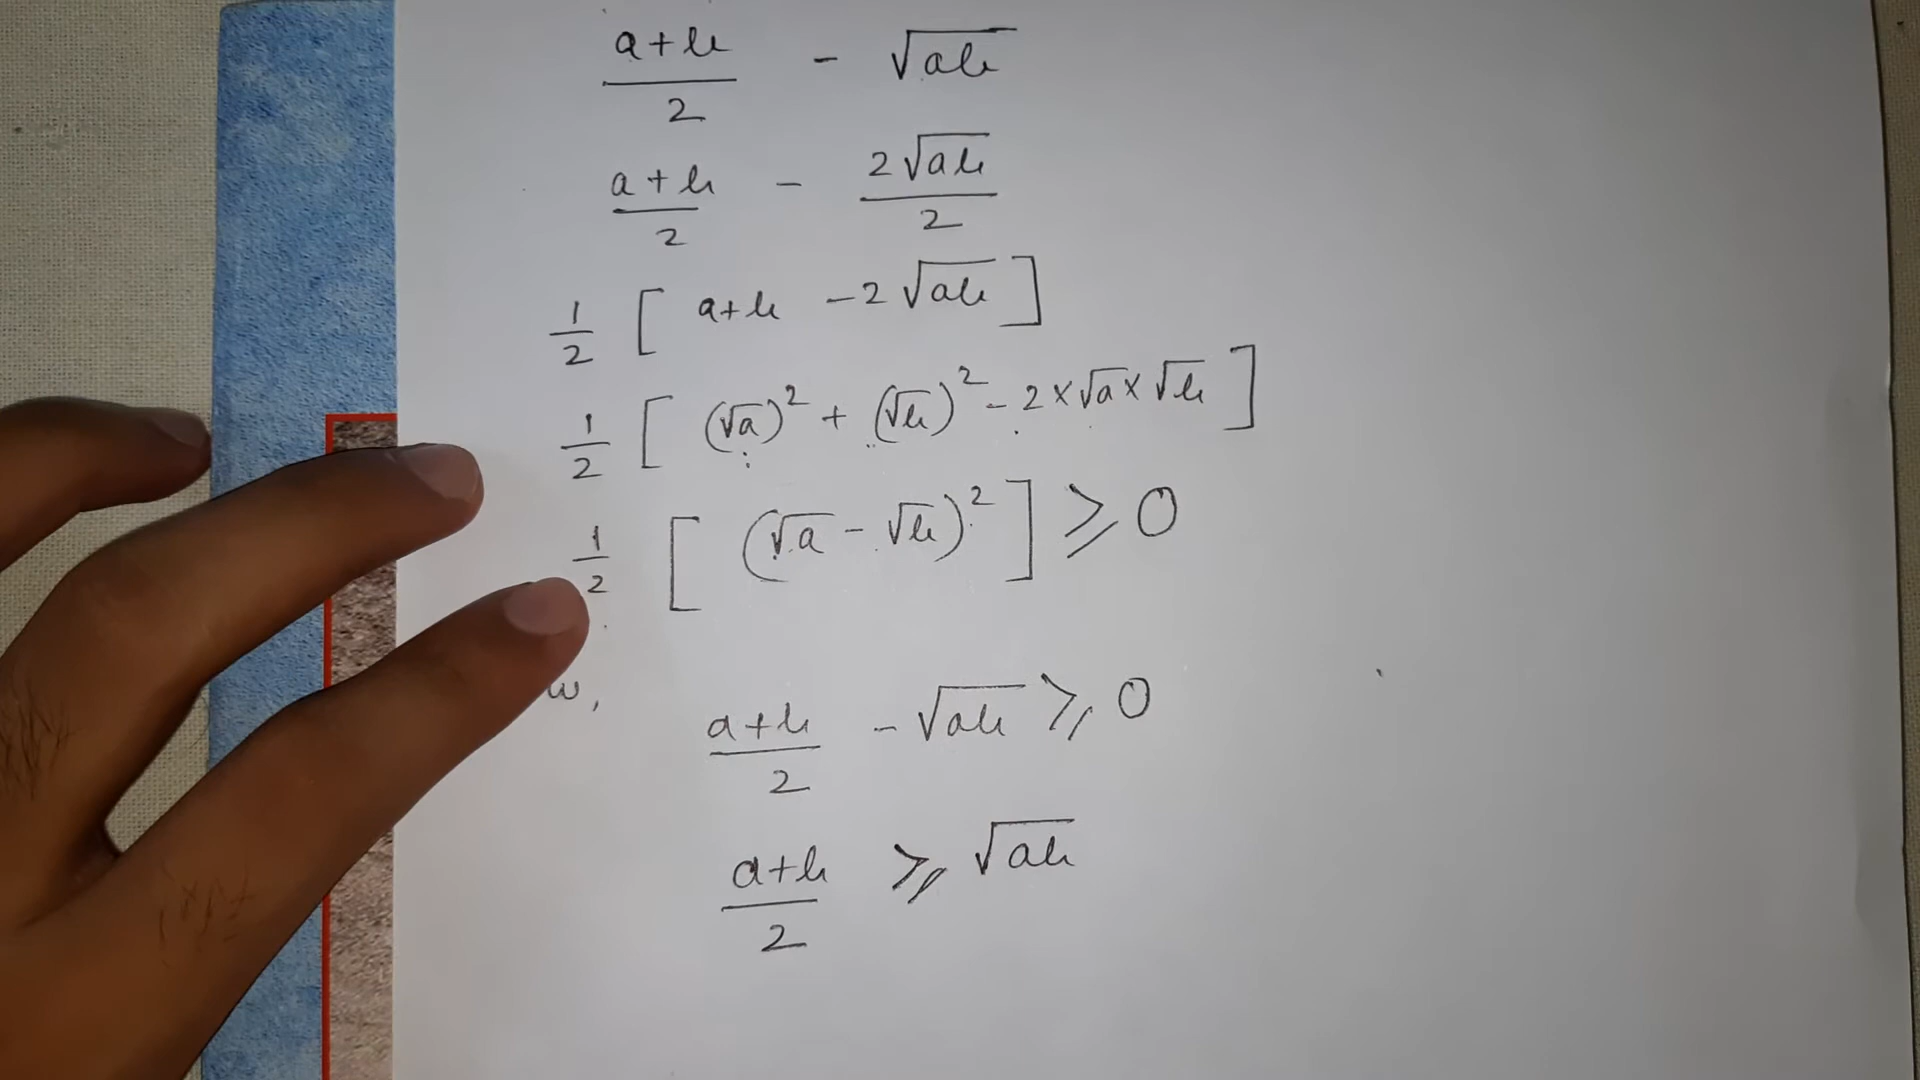 (a+b)/2 - √ab
(a+b)/2 - 2√ab/2
1/2 [ a+b - 2√ab ]
1/2 [ (√a)² + (√b)² - 2×√a×√b ]
1/2 [ (√a - √b)² ] ⩾ 0
w,
(a+b)/2 - √ab ⩾ 0
(a+b)/2 ⩾ √ab